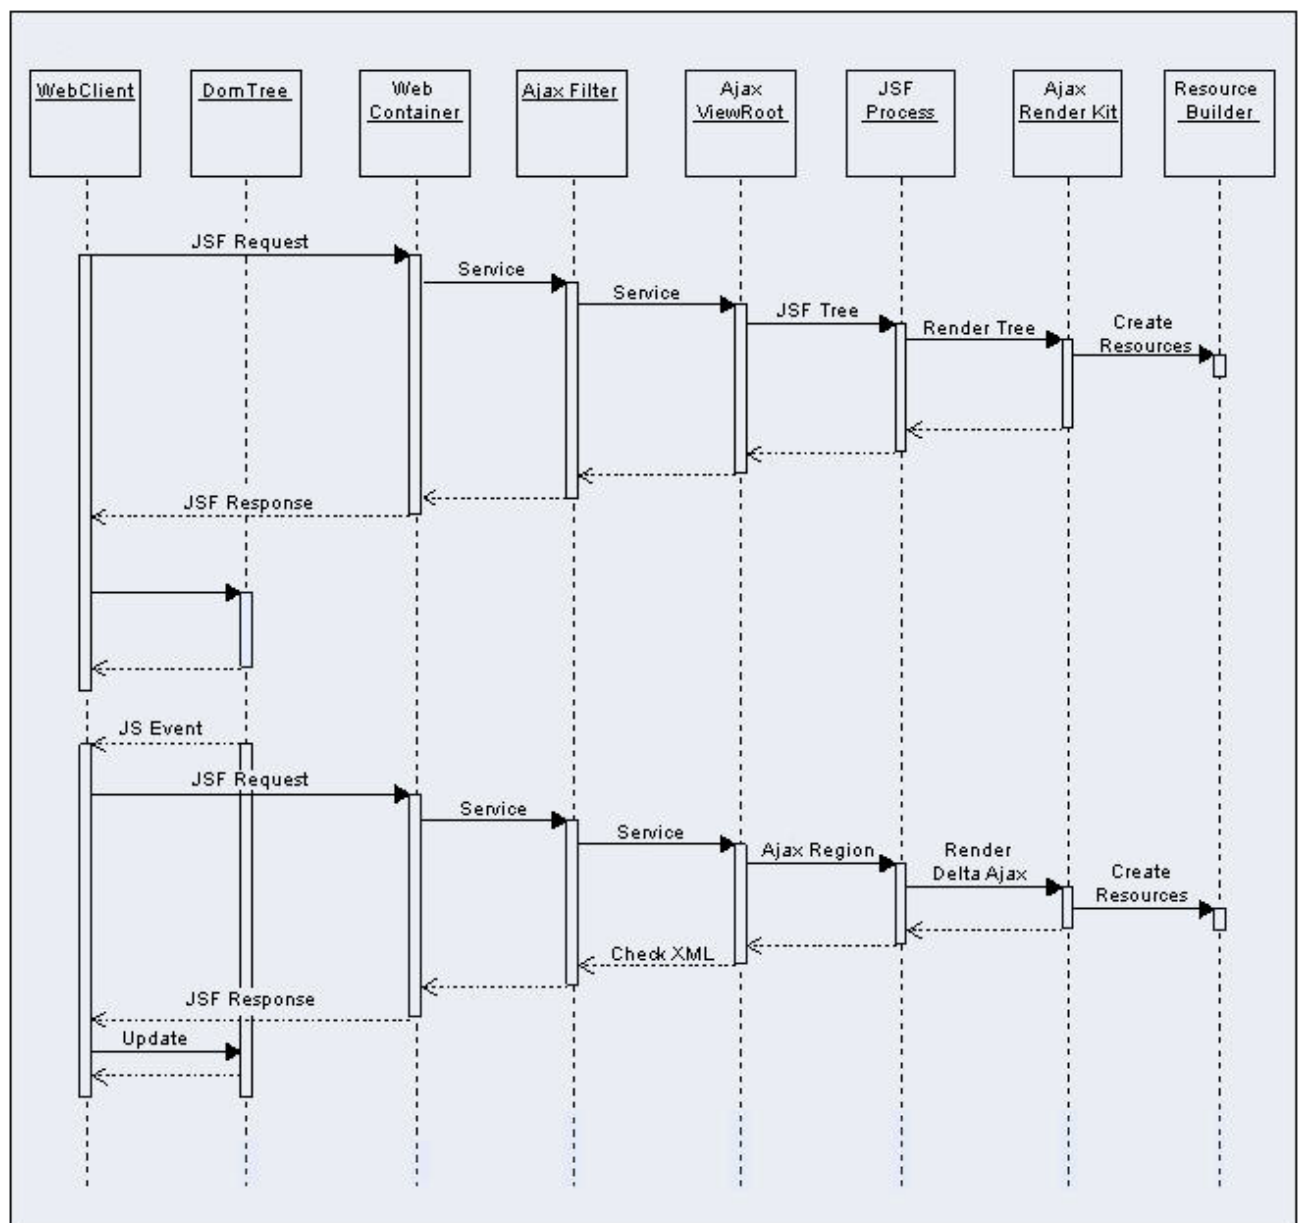 WebClient
DomTree
Web
Container
Ajax Filter
Ajax
ViewRoot
JSF
Process
Ajax
Render Kit
Resource
Builder
JSF Request
Service
Service
JSF Tree
Render Tree
Create
Resources
JSF Response
JS Event
JSF Request
Service
Service
Ajax Region
Render
Delta Ajax
Create
Resources
Check XML
JSF Response
Update